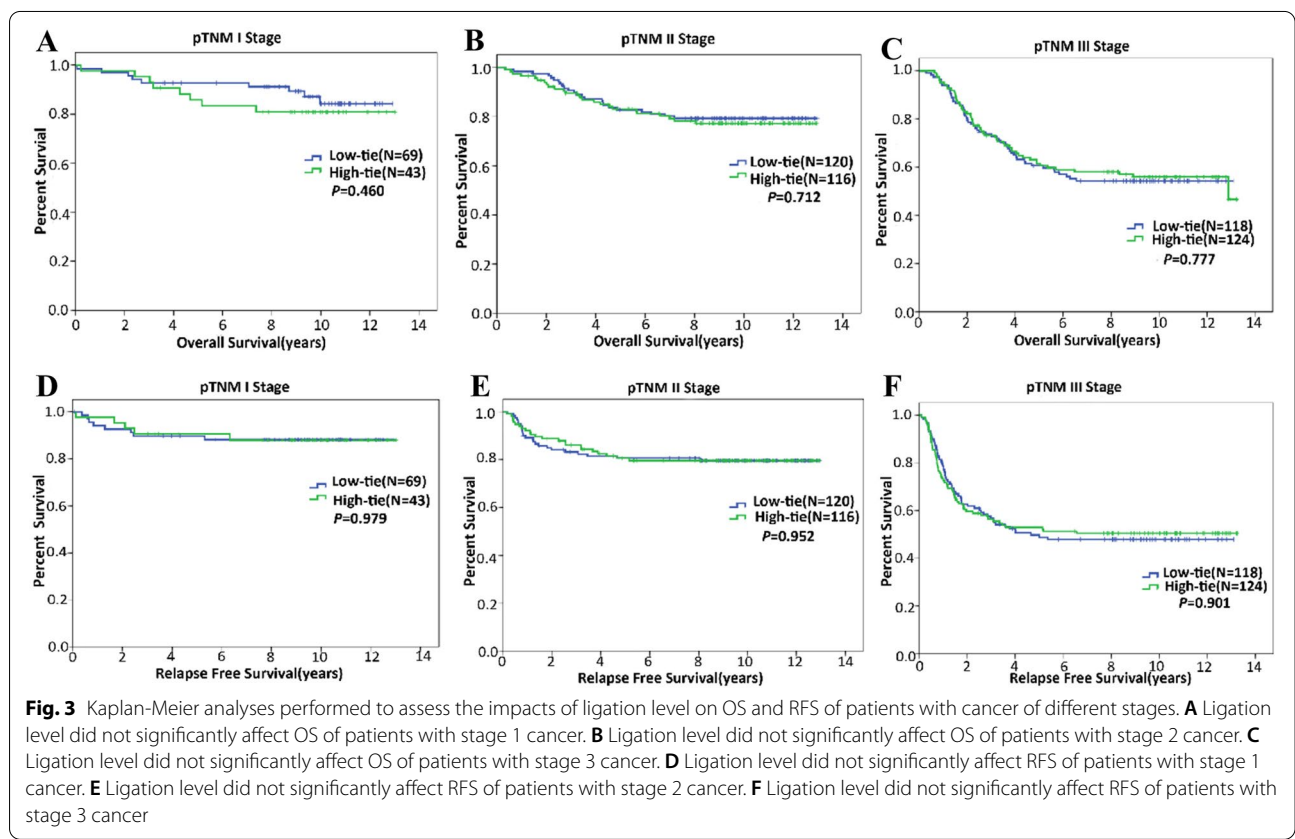 A
pTNM I Stage
Percent Survival
1.0
0.8
0.6
0.4
0.2
0.0
0 2 4 6 8 10 12 14
Overall Survival(years)
Low-tie(N=69)
High-tie(N=43)
P=0.460
B
pTNM II Stage
Percent Survival
1.0
0.8
0.6
0.4
0.2
0.0
0 2 4 6 8 10 12 14
Overall Survival(years)
Low-tie(N=120)
High-tie(N=116)
P=0.712
C
pTNM III Stage
Percent Survival
1.0
0.8
0.6
0.4
0.2
0.0
0 2 4 6 8 10 12 14
Overall Survival(years)
Low-tie(N=118)
High-tie(N=124)
P=0.777
D
pTNM I Stage
Percent Survival
1.0
0.8
0.6
0.4
0.2
0.0
0 2 4 6 8 10 12 14
Relapse Free Survival(years)
Low-tie(N=69)
High-tie(N=43)
P=0.979
E
pTNM II Stage
Percent Survival
1.0
0.8
0.6
0.4
0.2
0.0
0 2 4 6 8 10 12 14
Relapse Free Survival(years)
Low-tie(N=120)
High-tie(N=116)
P=0.952
F
pTNM III Stage
Percent Survival
1.0
0.8
0.6
0.4
0.2
0.0
0 2 4 6 8 10 12 14
Relapse Free Survival(years)
Low-tie(N=118)
High-tie(N=124)
P=0.901
Fig. 3 Kaplan-Meier analyses performed to assess the impacts of ligation level on OS and RFS of patients with cancer of different stages. A Ligation
level did not significantly affect OS of patients with stage 1 cancer. B Ligation level did not significantly affect OS of patients with stage 2 cancer. C
Ligation level did not significantly affect OS of patients with stage 3 cancer. D Ligation level did not significantly affect RFS of patients with stage 1
cancer. E Ligation level did not significantly affect RFS of patients with stage 2 cancer. F Ligation level did not significantly affect RFS of patients with
stage 3 cancer